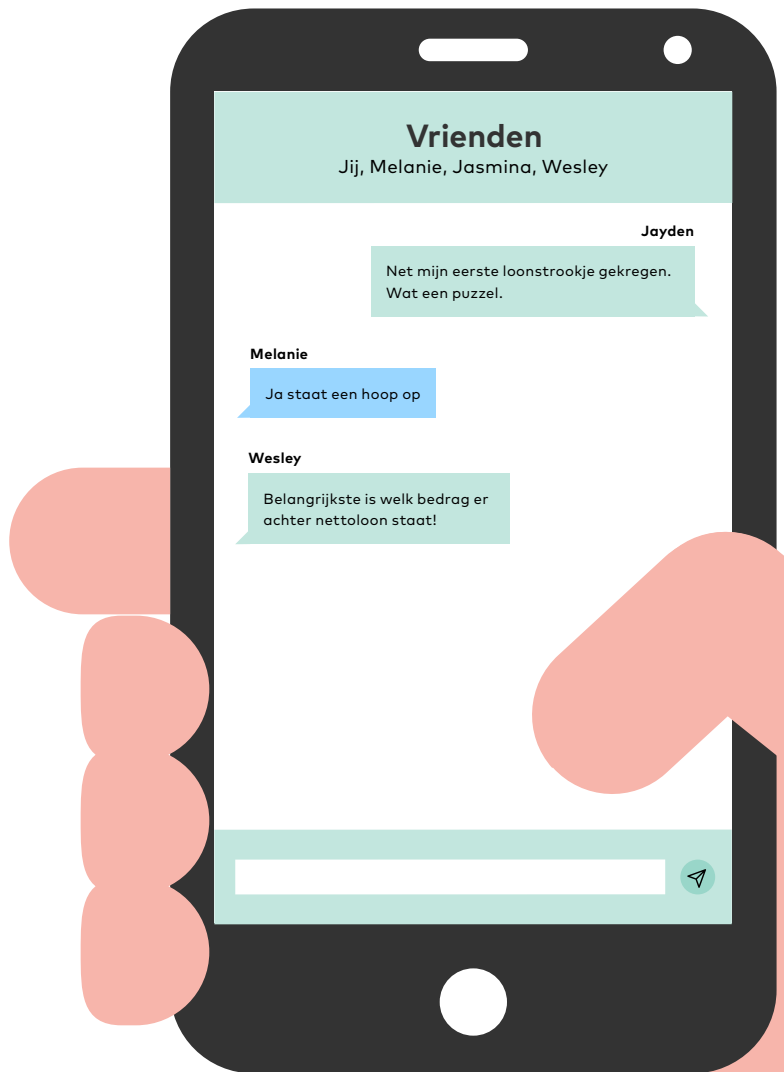 Vrienden
Jij, Melanie, Jasmina, Wesley
Jayden
Net mijn eerste loonstrookje gekregen.
Wat een puzzel.
Melanie
Ja staat een hoop op
Wesley
Belangrijkste is welk bedrag er
achter nettoloon staat!